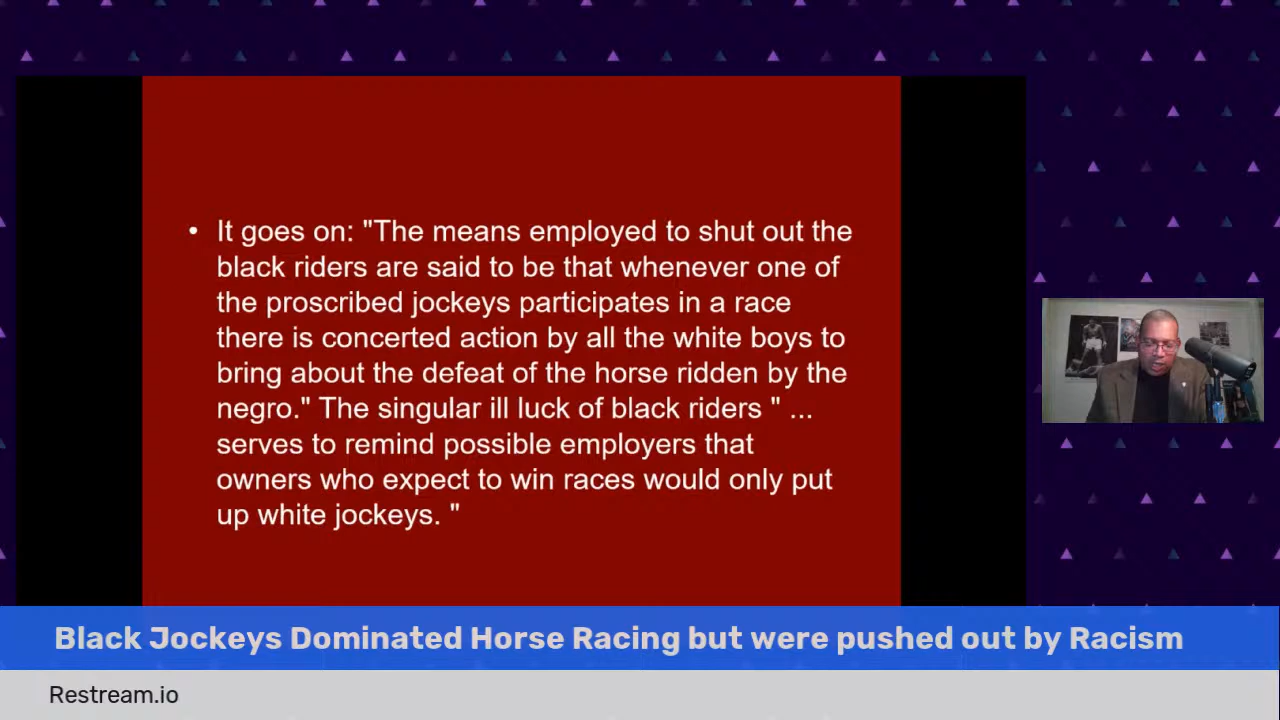 • It goes on: "The means employed to shut out the
black riders are said to be that whenever one of
the proscribed jockeys participates in a race
there is concerted action by all the white boys to
bring about the defeat of the horse ridden by the
negro." The singular ill luck of black riders " ...
serves to remind possible employers that
owners who expect to win races would only put
up white jockeys. "
Black Jockeys Dominated Horse Racing but were pushed out by Racism
Restream.io